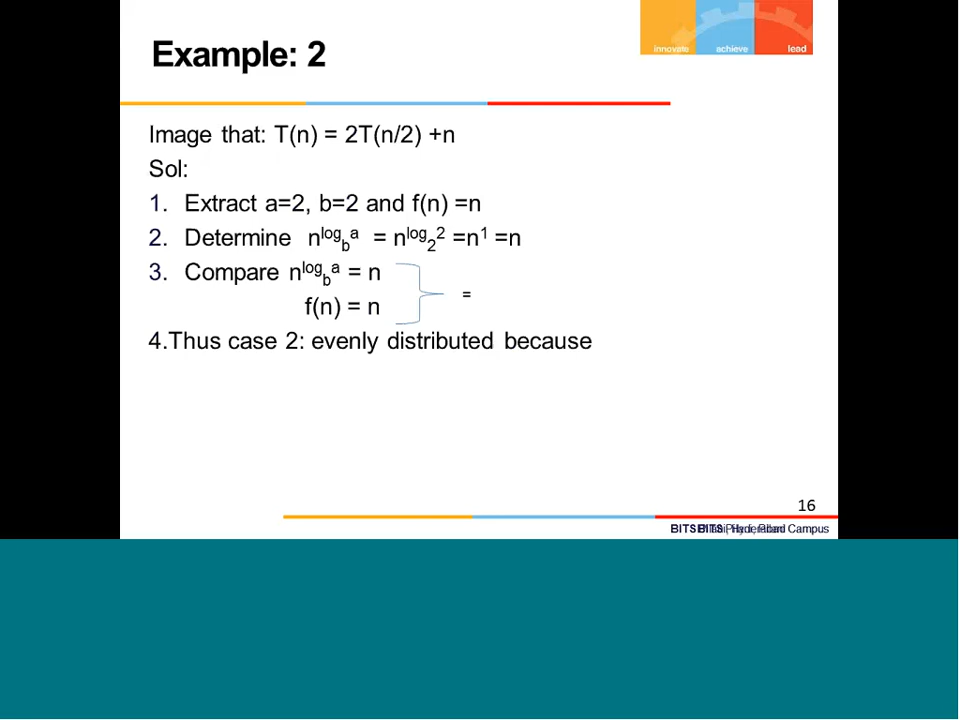 innovate achieve lead
Example: 2
Image that: T(n) = 2T(n/2) +n
Sol:
1. Extract a=2, b=2 and f(n) =n
2. Determine n^log_b a = n^log_2 2 =n^1 =n
3. Compare n^log_b a = n
=
f(n) = n
4.Thus case 2: evenly distributed because
16
Campus